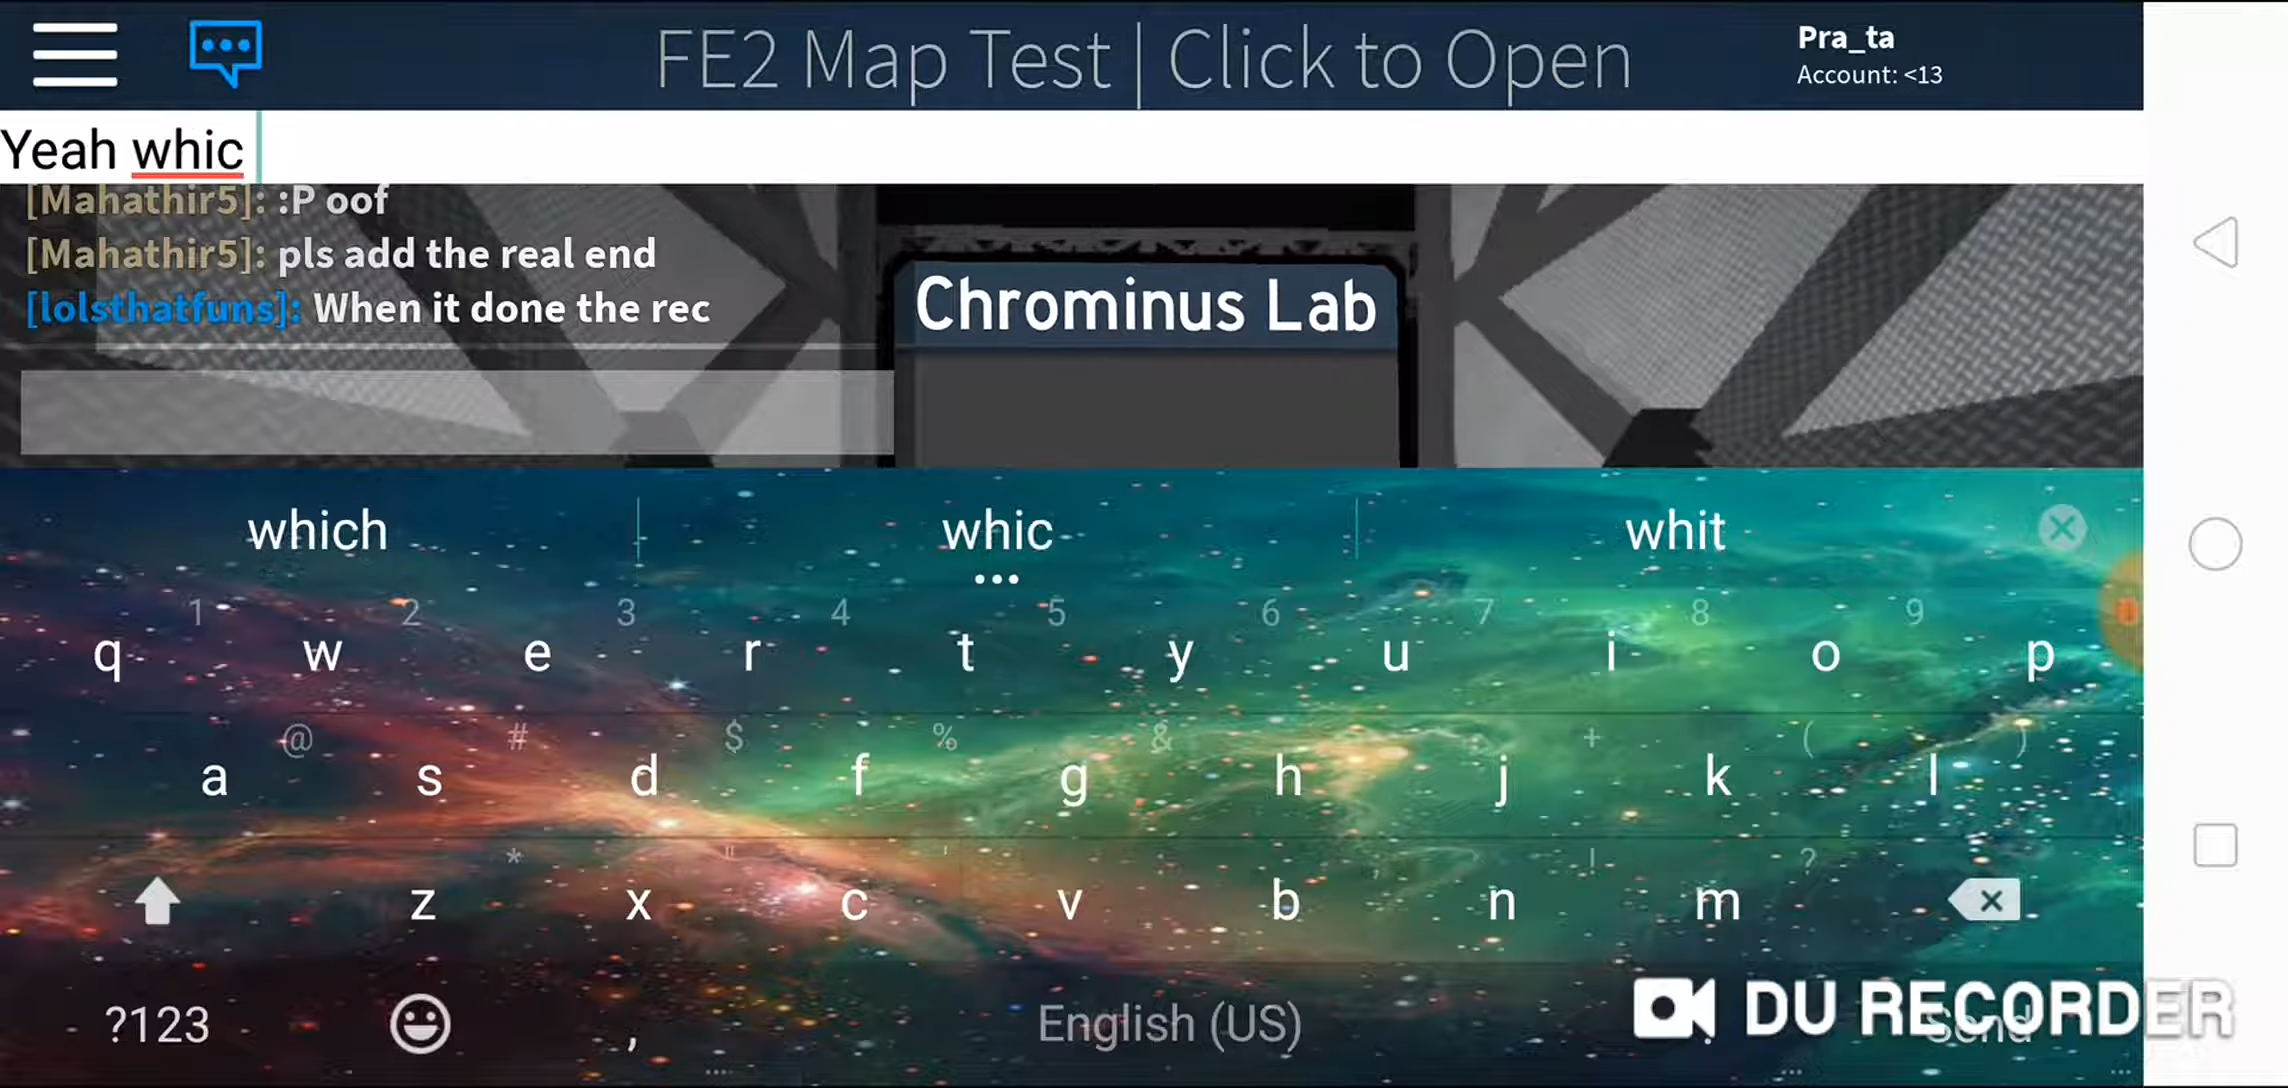 FE2 Map Test | Click to Open
Pra_ta
Account: <13
Yeah whic
[Mahathir5]: :P oof
[Mahathir5]: pls add the real end
[lolsthatfuns]: When it done the rec
Chrominus Lab
which whic whit
1 2 3 4 5 6 7 8 9
q w e r t y u i o p
@ # $ % & + ( )
a s d f g h j k l
* " ' ! ?
z x c v b n m
?123 , English (US) Send
DU RECORDER